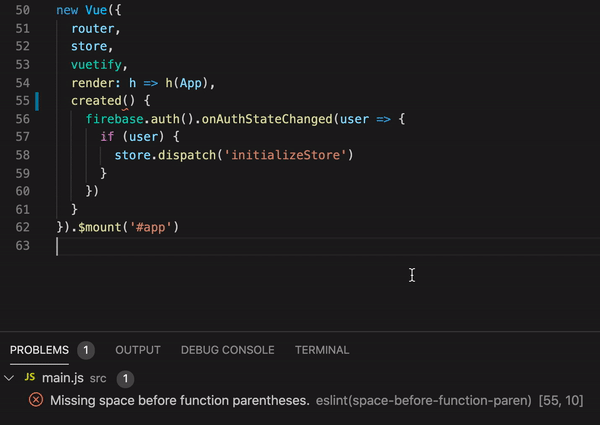 50 new Vue({
51 router,
52 store,
53 vuetify,
54 render: h => h(App),
55 created() {
56 firebase.auth().onAuthStateChanged(user => {
57 if (user) {
58 store.dispatch('initializeStore')
59 }
60 })
61 }
62 }).$mount('#app')
63
PROBLEMS 1 OUTPUT DEBUG CONSOLE TERMINAL
JS main.js src 1
Missing space before function parentheses. eslint(space-before-function-paren) [55, 10]